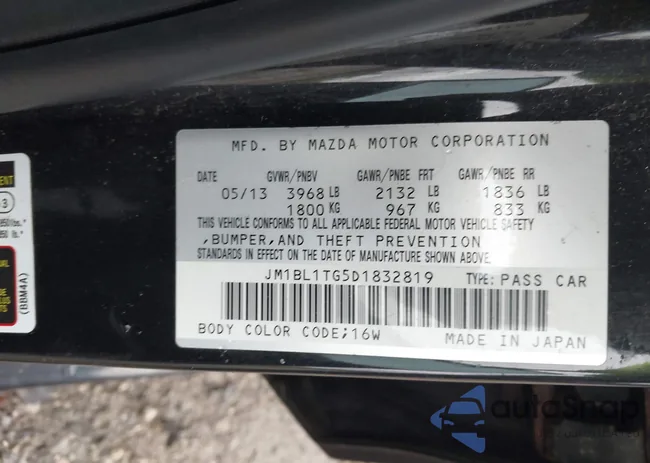 MFD. BY MAZDA MOTOR CORPORATION
DATE GVWR/PNBV GAWR/PNBE FRT GAWR/PNBE RR
05/13 3968 LB 2132 LB 1836 LB
1800 KG 967 KG 833 KG
THIS VEHICLE CONFORMS TO ALL APPLICABLE FEDERAL MOTOR VEHICLE SAFETY
,BUMPER,AND THEFT PREVENTION
STANDARDS IN EFFECT ON THE DATE OF MANUFACTURE SHOWN ABOVE.
JM1BL1TG5D1832819 TYPE: PASS CAR
BODY COLOR CODE;16W MADE IN JAPAN
(BBM4A)
autoSnap